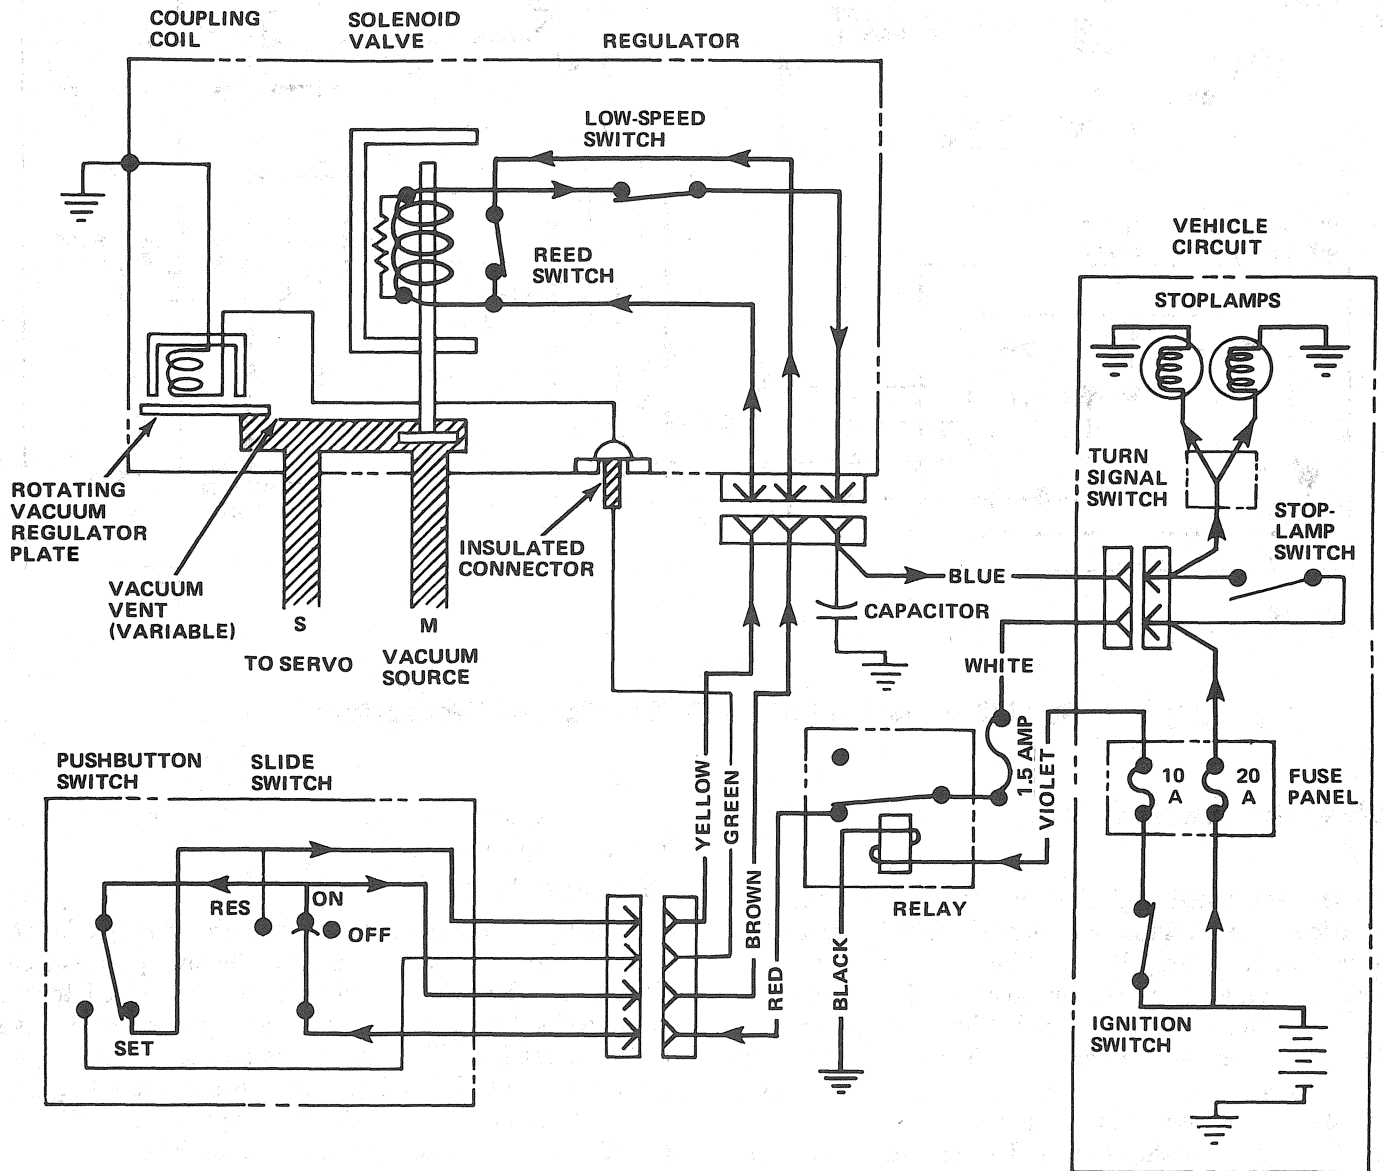 COUPLING
COIL
SOLENOID
VALVE
REGULATOR
LOW-SPEED
SWITCH
REED
SWITCH
VEHICLE
CIRCUIT
STOPLAMPS
TURN
SIGNAL
SWITCH
STOP-
LAMP
SWITCH
ROTATING
VACUUM
REGULATOR
PLATE
VACUUM
VENT
(VARIABLE)
INSULATED
CONNECTOR
S
M
TO SERVO
VACUUM
SOURCE
BLUE
CAPACITOR
WHITE
1.5 AMP
VIOLET
10
A
20
A
FUSE
PANEL
PUSHBUTTON
SWITCH
SLIDE
SWITCH
YELLOW
GREEN
BROWN
RED
BLACK
RELAY
RES
ON
OFF
SET
IGNITION
SWITCH